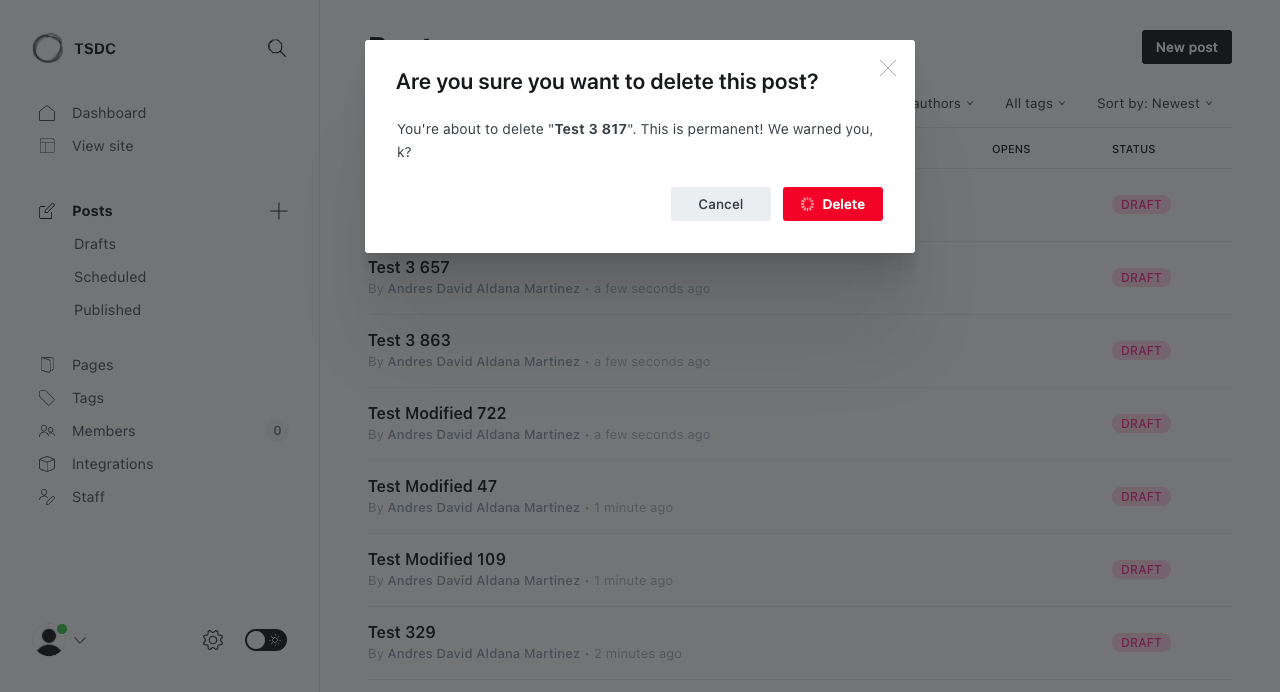 TSDC
New post
Are you sure you want to delete this post?
You're about to delete "Test 3 817". This is permanent! We warned you,
k?
Cancel
Delete
Dashboard
View site
Posts
Drafts
Scheduled
Published
Pages
Tags
Members 0
Integrations
Staff
authors All tags Sort by: Newest
OPENS STATUS
DRAFT
Test 3 657
By Andres David Aldana Martinez • a few seconds ago
DRAFT
Test 3 863
By Andres David Aldana Martinez • a few seconds ago
DRAFT
Test Modified 722
By Andres David Aldana Martinez • a few seconds ago
DRAFT
Test Modified 47
By Andres David Aldana Martinez • 1 minute ago
DRAFT
Test Modified 109
By Andres David Aldana Martinez • 1 minute ago
DRAFT
Test 329
By Andres David Aldana Martinez • 2 minutes ago
DRAFT